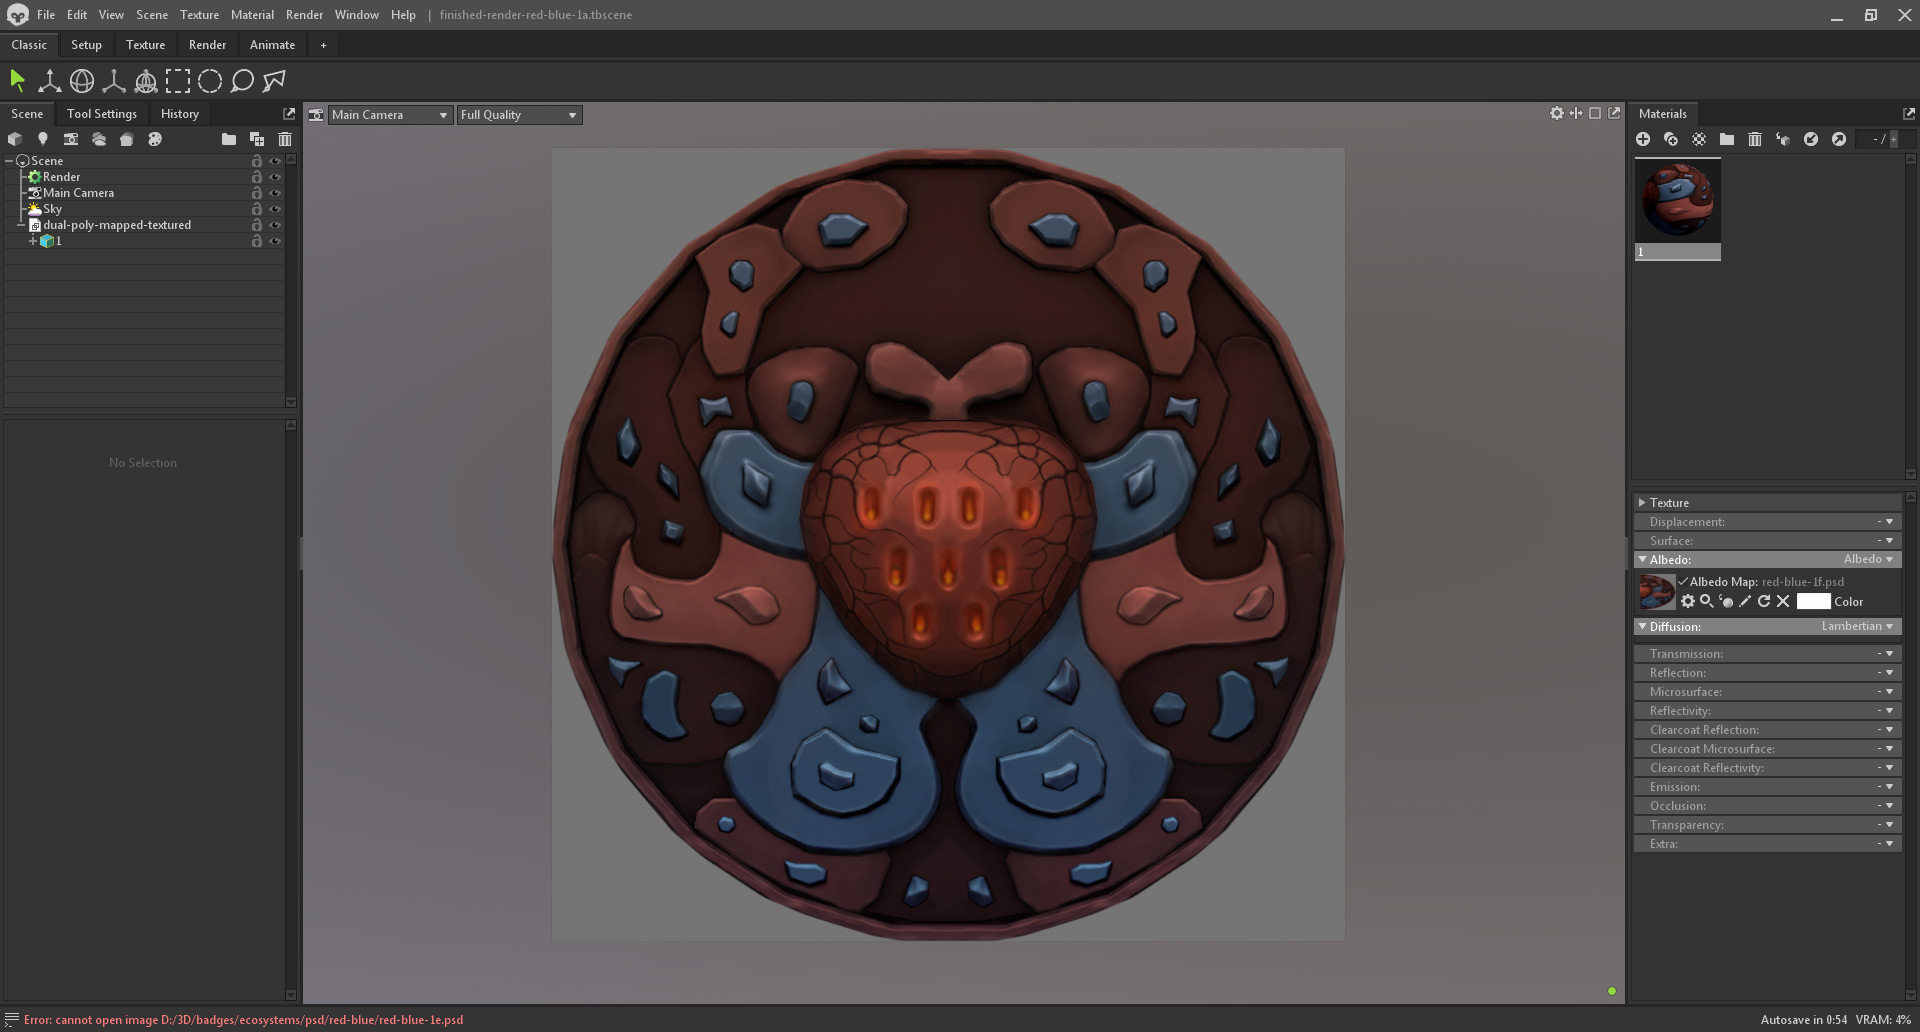 File Edit View Scene Texture Material Render Window Help | finished-render-red-blue-1a.tbscene
Classic Setup Texture Render Animate +
Scene Tool Settings History
Main Camera Full Quality
Materials
- /
Scene
Render
Main Camera
Sky
dual-poly-mapped-textured
1
No Selection
1
Texture
Displacement: -
Surface: -
Albedo: Albedo
Albedo Map: red-blue-1f.psd
Color
Diffusion: Lambertian
Transmission: -
Reflection: -
Microsurface: -
Reflectivity: -
Clearcoat Reflection: -
Clearcoat Microsurface: -
Clearcoat Reflectivity: -
Emission: -
Occlusion: -
Transparency: -
Extra: -
Error: cannot open image D:/3D/badges/ecosystems/psd/red-blue/red-blue-1e.psd
Autosave in 0:54 VRAM: 4%